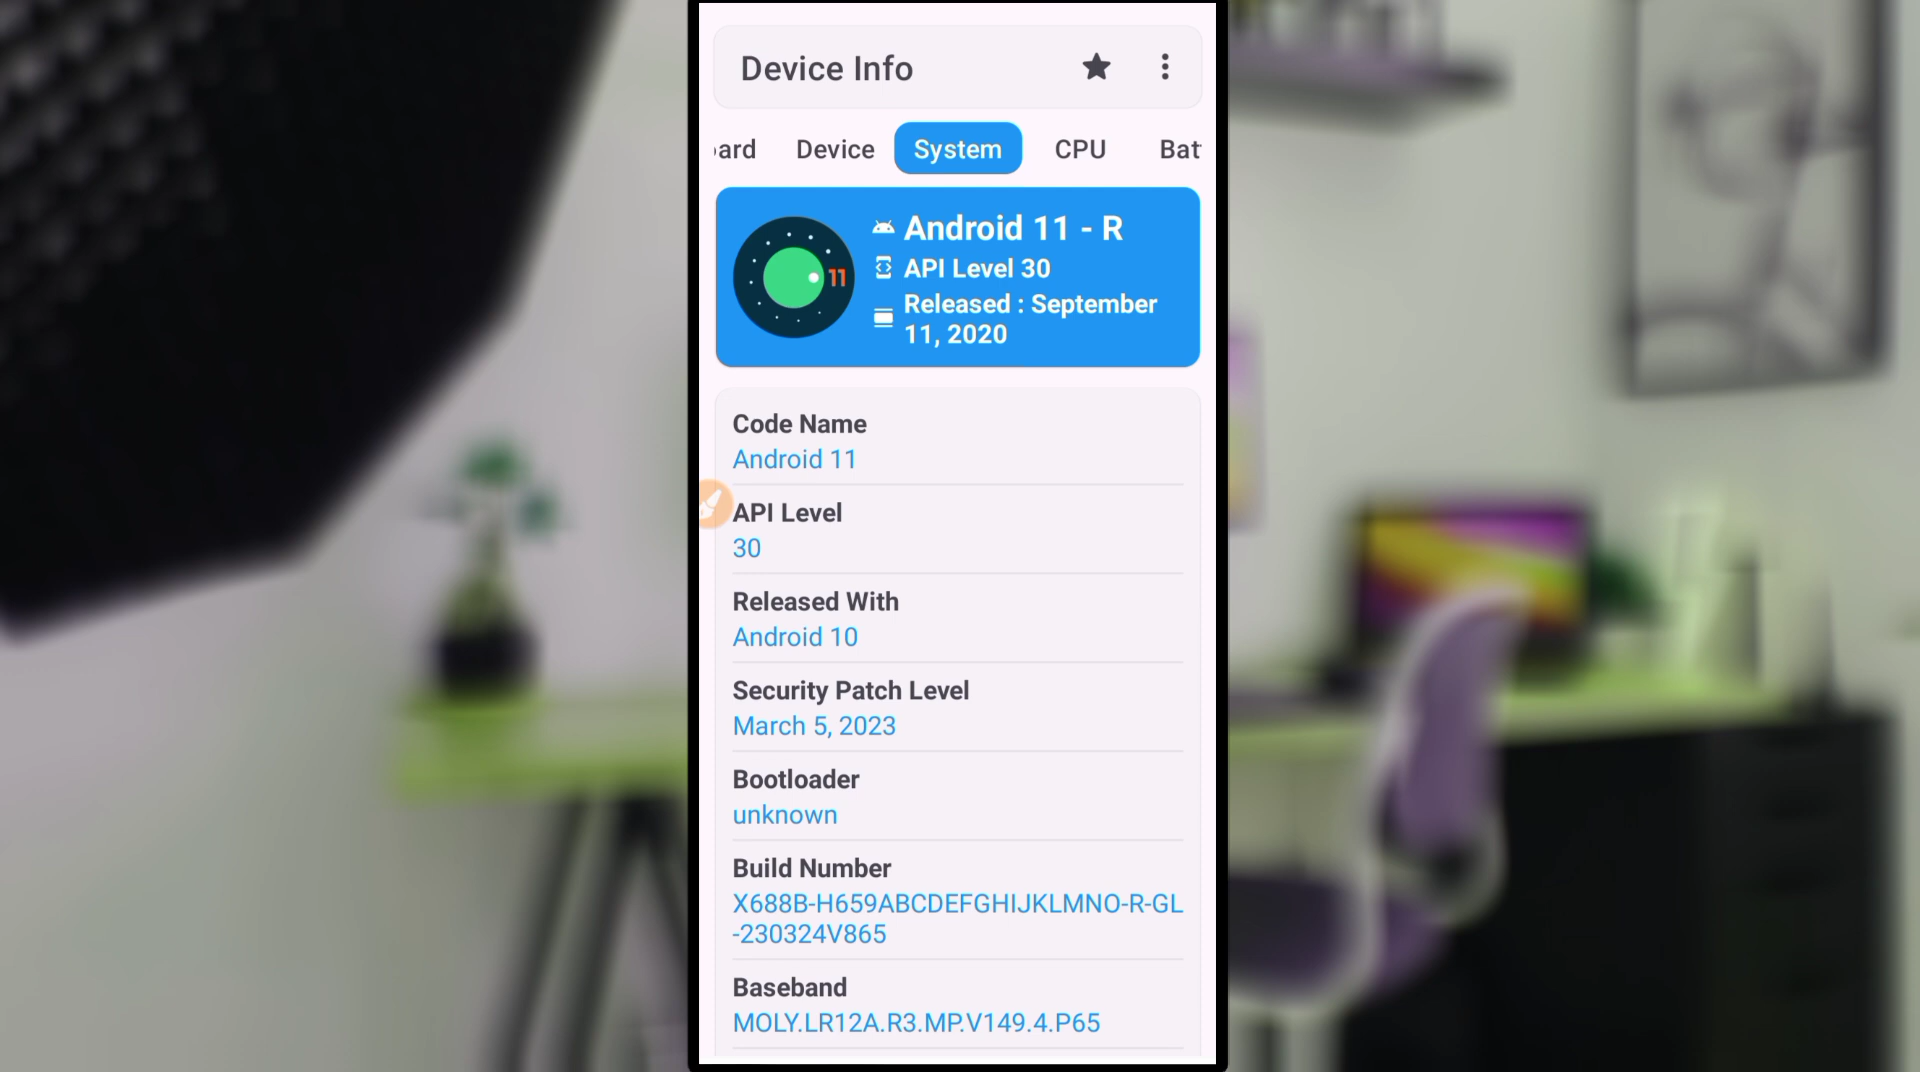 Device Info
ard
Device
System
CPU
Bat
11
Android 11 - R
API Level 30
Released : September
11, 2020
Code Name
Android 11
API Level
30
Released With
Android 10
Security Patch Level
March 5, 2023
Bootloader
unknown
Build Number
X688B-H659ABCDEFGHIJKLMNO-R-GL
-230324V865
Baseband
MOLY.LR12A.R3.MP.V149.4.P65